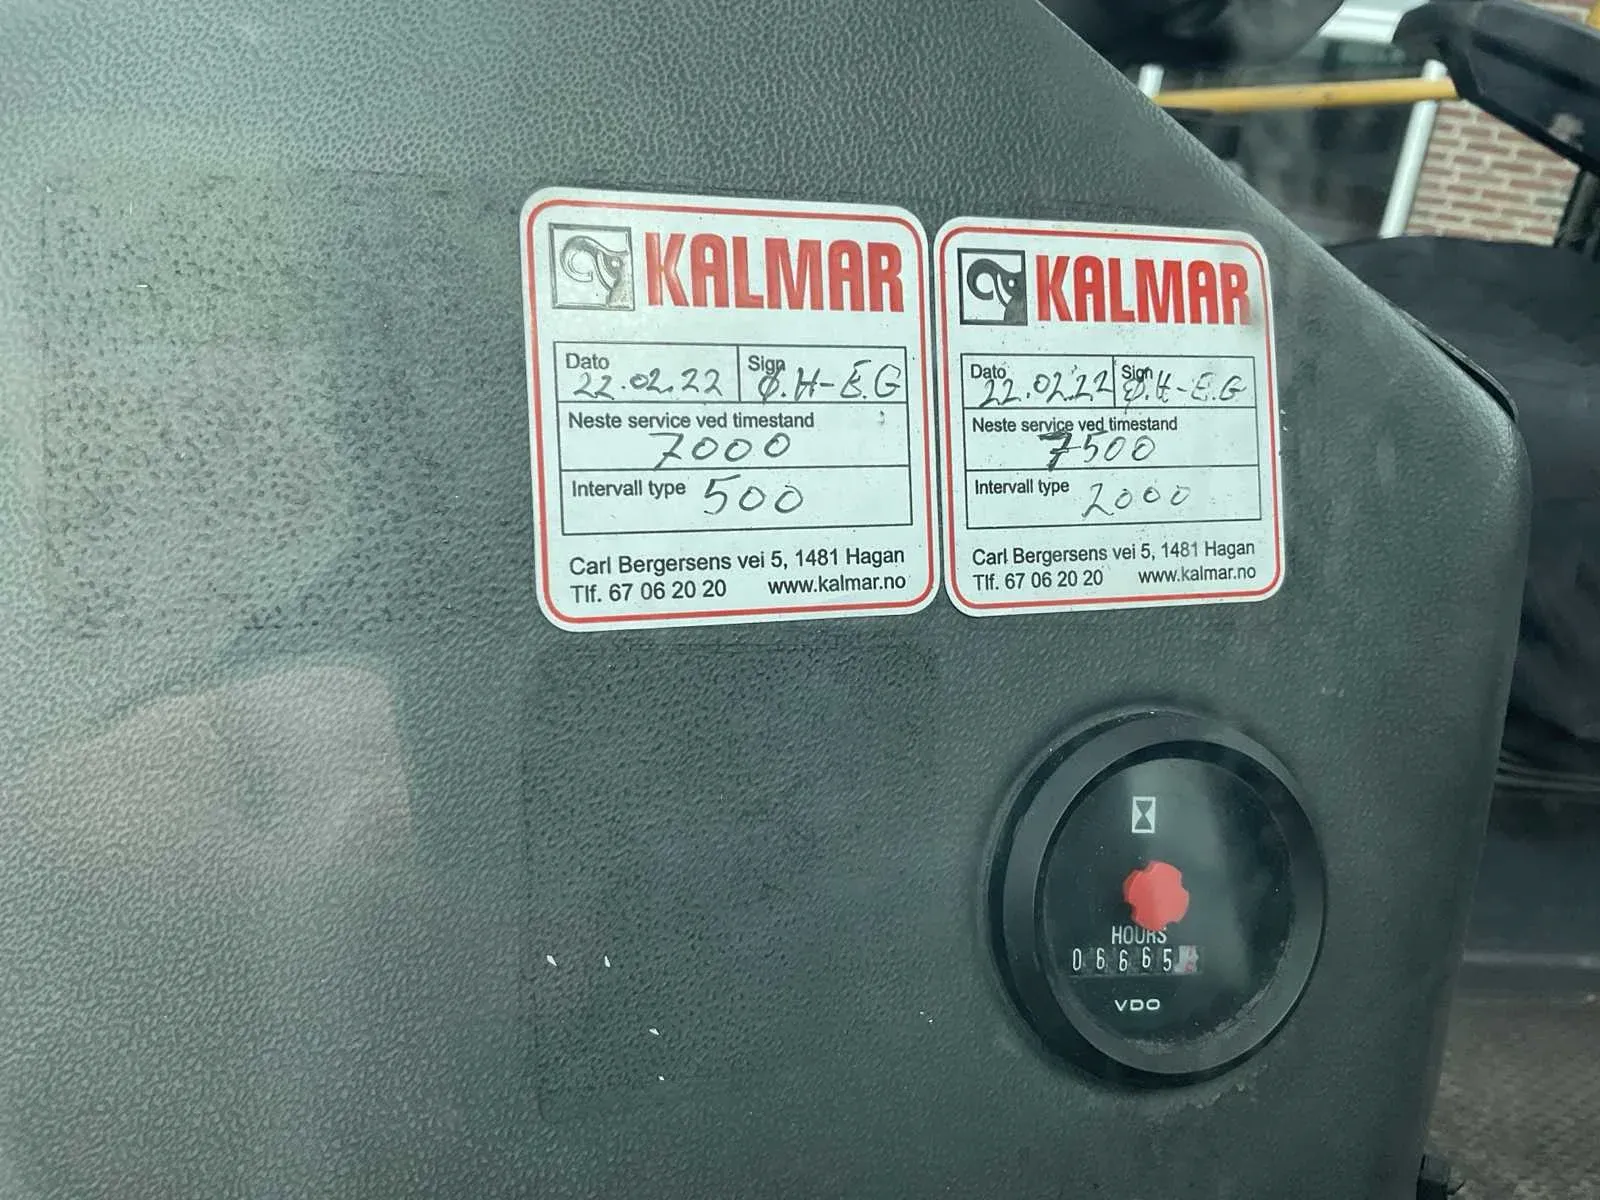 KALMAR
Dato 22.02.22 Sign Ø.H-E.G
Neste service ved timestand
7000
Intervall type 500
Carl Bergersens vei 5, 1481 Hagan
Tlf. 67 06 20 20 www.kalmar.no
KALMAR
Dato 22.02.22 Sign Ø.H-E.G
Neste service ved timestand
7500
Intervall type 2000
Carl Bergersens vei 5, 1481 Hagan
Tlf. 67 06 20 20 www.kalmar.no
HOURS
06665
VDO